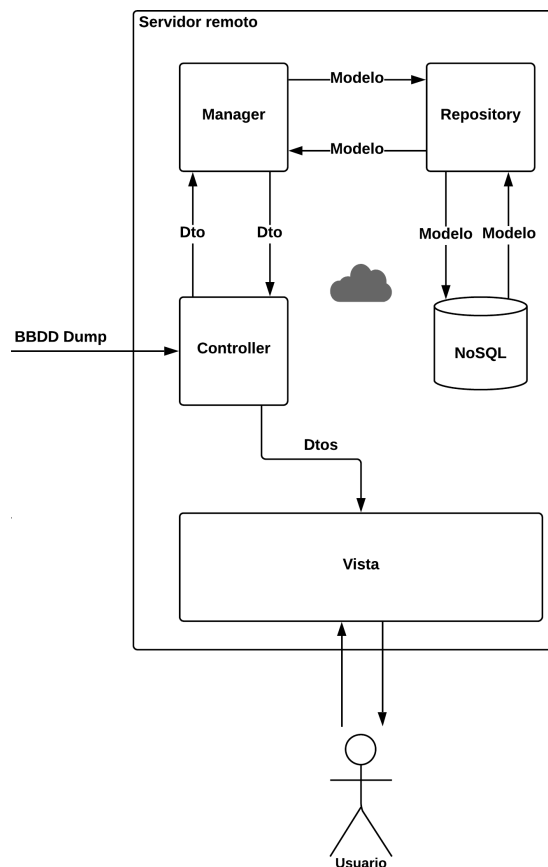 Servidor remoto
Manager
Modelo
Repository
Modelo
Dto
Dto
Modelo
Modelo
BBDD Dump
Controller
NoSQL
Dtos
Vista
Usuario